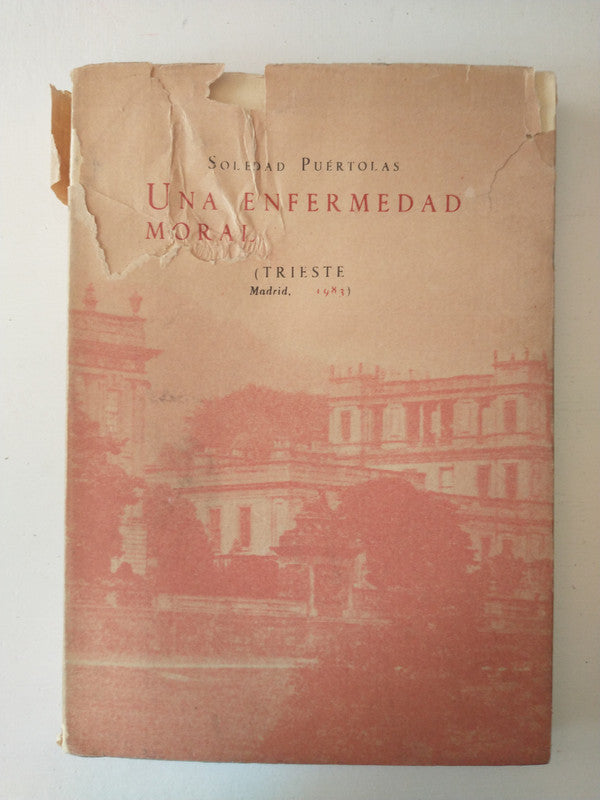 SOLEDAD PUÉRTOLAS
UNA ENFERMEDAD
MORAL
(TRIESTE
Madrid, 1983)